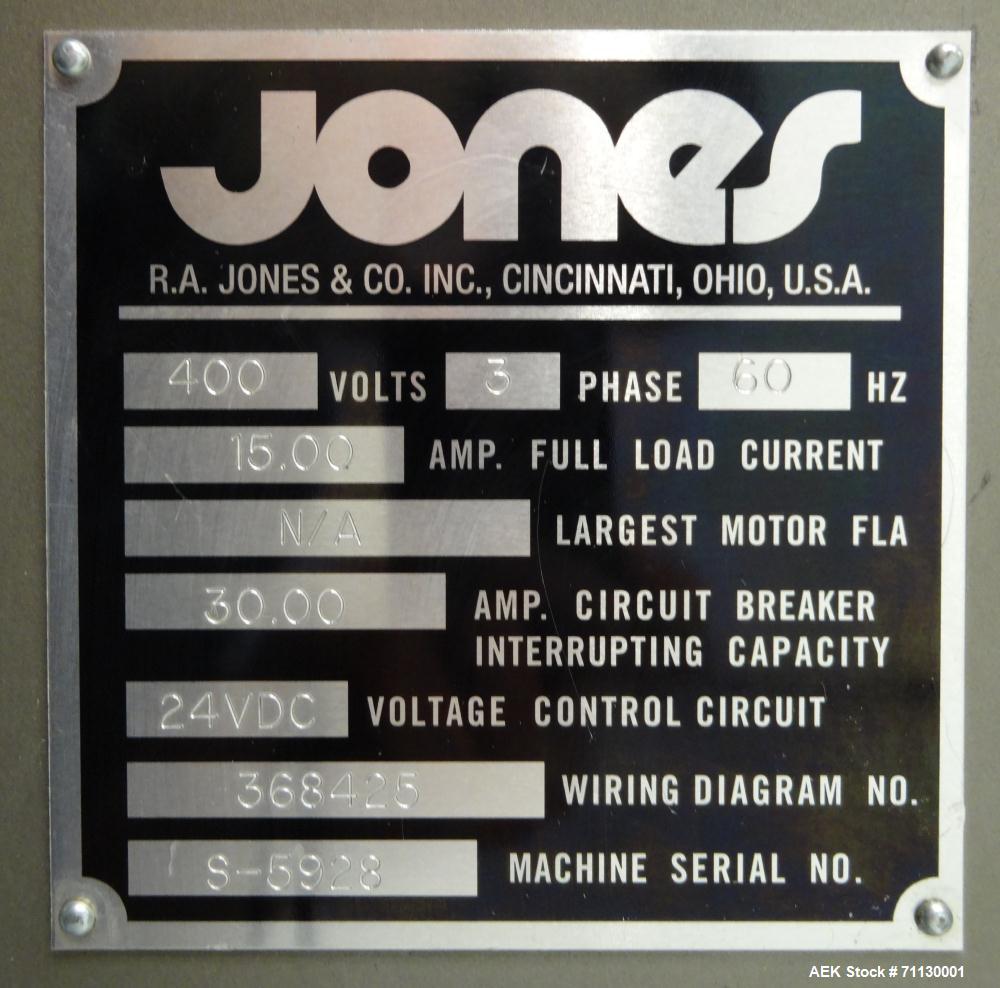 Jones
R.A. JONES & CO. INC., CINCINNATI, OHIO, U.S.A.
400 VOLTS 3 PHASE 60 HZ
15.00 AMP. FULL LOAD CURRENT
N/A LARGEST MOTOR FLA
30.00 AMP. CIRCUIT BREAKER
INTERRUPTING CAPACITY
24VDC VOLTAGE CONTROL CIRCUIT
368425 WIRING DIAGRAM NO.
S-5928 MACHINE SERIAL NO.
AEK Stock # 71130001